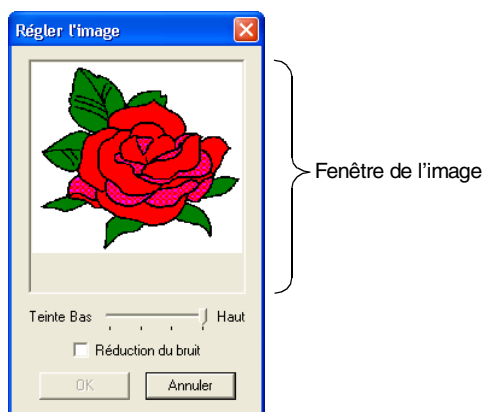 Régler l'image
Fenêtre de l'image
Teinte Bas Haut
Réduction du bruit
OK Annuler